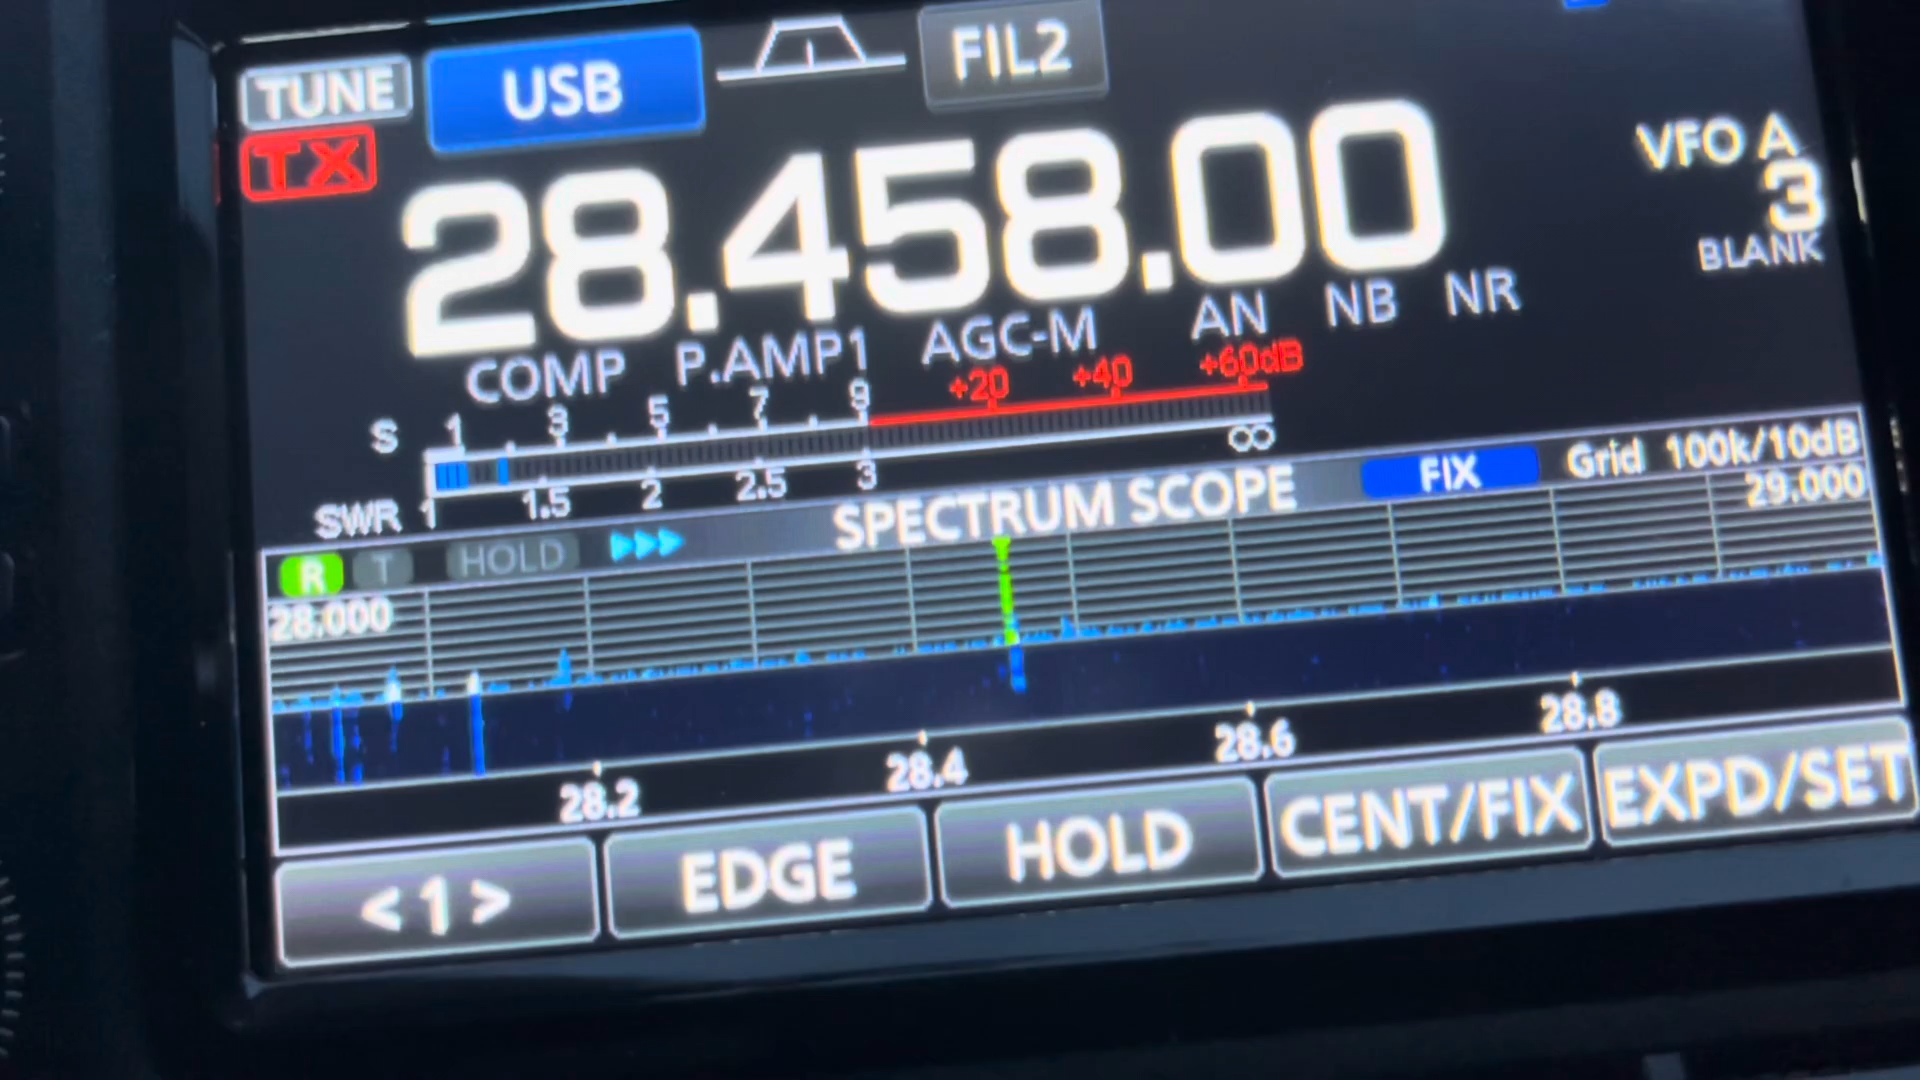 TUNE USB FIL2
TX
28.458.00
VFO A
3
BLANK
COMP P.AMP1 AGC-M AN NB NR
S 1 3 5 7 9 +20 +40 +60dB
SWR 1 1.5 2 2.5 3 ∞
SPECTRUM SCOPE FIX Grid 100k/10dB
R T HOLD
28.000 29.000
28.2 28.4 28.6 28.8
<1> EDGE HOLD CENT/FIX EXPD/SET